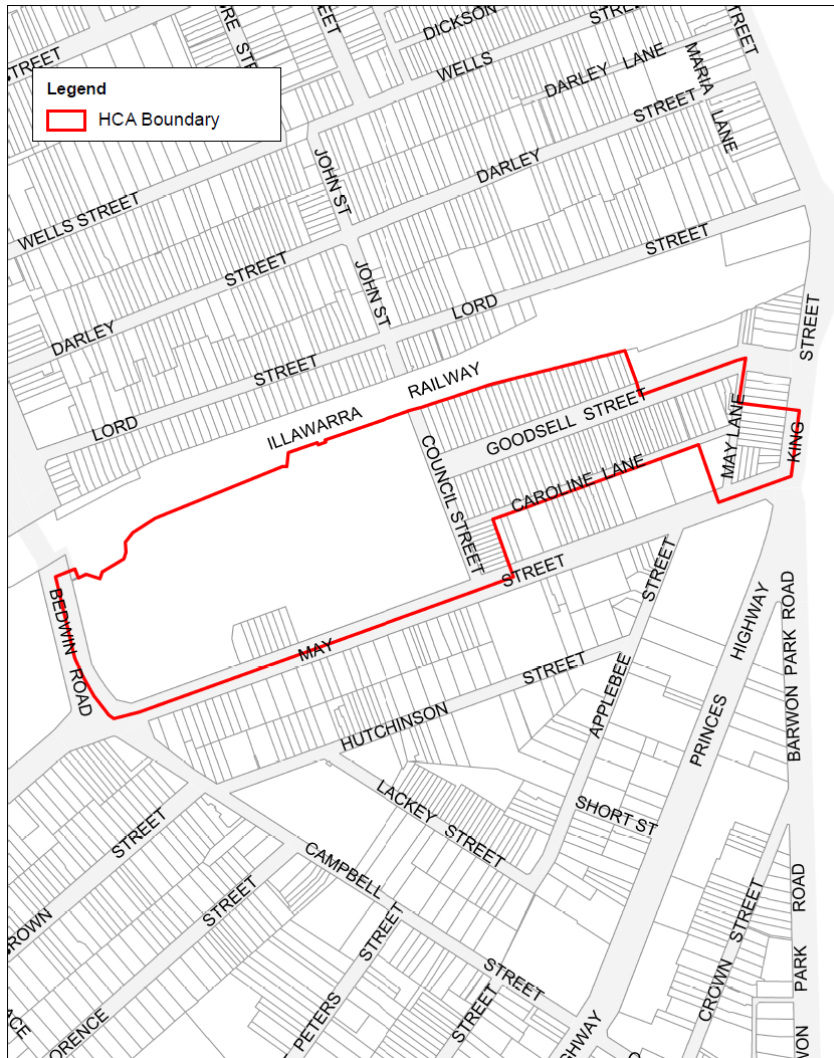 DICKSON
STREET
STREET
WELLS
STREET
Legend
HCA Boundary
DARLEY LANE
MARIA
LANE
STREET
DARLEY
JOHN ST
WELLS STREET
STREET
STREET
JOHN ST
LORD
DARLEY
STREET
STREET
LORD
ILLAWARRA RAILWAY
GOODSELL STREET
MAY LANE
KING
COUNCIL STREET
CAROLINE LANE
STREET
MAY
BEDWIN ROAD
STREET
HUTCHINSON
STREET
APPLEBEE
PRINCES
HIGHWAY
BARWON PARK ROAD
LACKEY STREET
SHORT ST
STREET
CAMPBELL
STREET
CROWN
STREET
ROAD
PARK
STREET
PETERS
STREET
STREET
CROWN
HIGHWAY